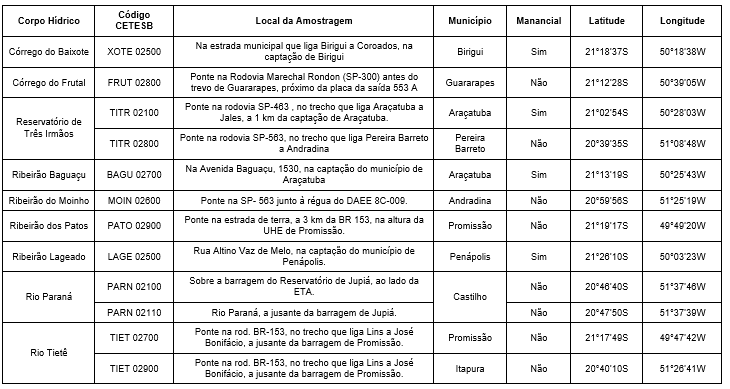 Corpo Hídrico Código CETESB Local da Amostragem Município Manancial Latitude Longitude
Córrego do Baixote XOTE 02500 Na estrada municipal que liga Birigui a Coroados, na captação de Birigui Birigui Sim 21°18'37S 50°18'38W
Córrego do Frutal FRUT 02800 Ponte na Rodovia Marechal Rondon (SP-300) antes do trevo de Guararapes, próximo da placa da saída 553 A Guararapes Não 21°12'28S 50°39'05W
Reservatório de Três Irmãos TITR 02100 Ponte na rodovia SP-463 , no trecho que liga Araçatuba a Jales, a 1 km da captação de Araçatuba. Araçatuba Sim 21°02'54S 50°28'03W
TITR 02800 Ponte na rodovia SP-563, no trecho que liga Pereira Barreto a Andradina Pereira Barreto Não 20°39'35S 51°08'48W
Ribeirão Baguaçu BAGU 02700 Na Avenida Baguaçu, 1530, na captação do município de Araçatuba Araçatuba Sim 21°13'19S 50°25'43W
Ribeirão do Moinho MOIN 02600 Ponte na SP- 563 junto à régua do DAEE 8C-009. Andradina Não 20°59'56S 51°25'19W
Ribeirão dos Patos PATO 02900 Ponte na estrada de terra, a 3 km da BR 153, na altura da UHE de Promissão. Promissão Não 21°19'17S 49°49'20W
Ribeirão Lageado LAGE 02500 Rua Altino Vaz de Melo, na captação do município de Penápolis. Penápolis Sim 21°26'10S 50°03'23W
Rio Paraná PARN 02100 Sobre a barragem do Reservatório de Jupiá, ao lado da ETA. Castilho Não 20°46'40S 51°37'46W
PARN 02110 Rio Paraná, a jusante da barragem de Jupiá. Não 20°47'50S 51°37'39W
Rio Tietê TIET 02700 Ponte na rod. BR-153, no trecho que liga Lins a José Bonifácio, a jusante da barragem de Promissão. Promissão Não 21°17'49S 49°47'42W
TIET 02900 Ponte na rod. BR-153, no trecho que liga Lins a José Bonifácio, a jusante da barragem de Promissão. Itapura Não 20°40'10S 51°26'41W